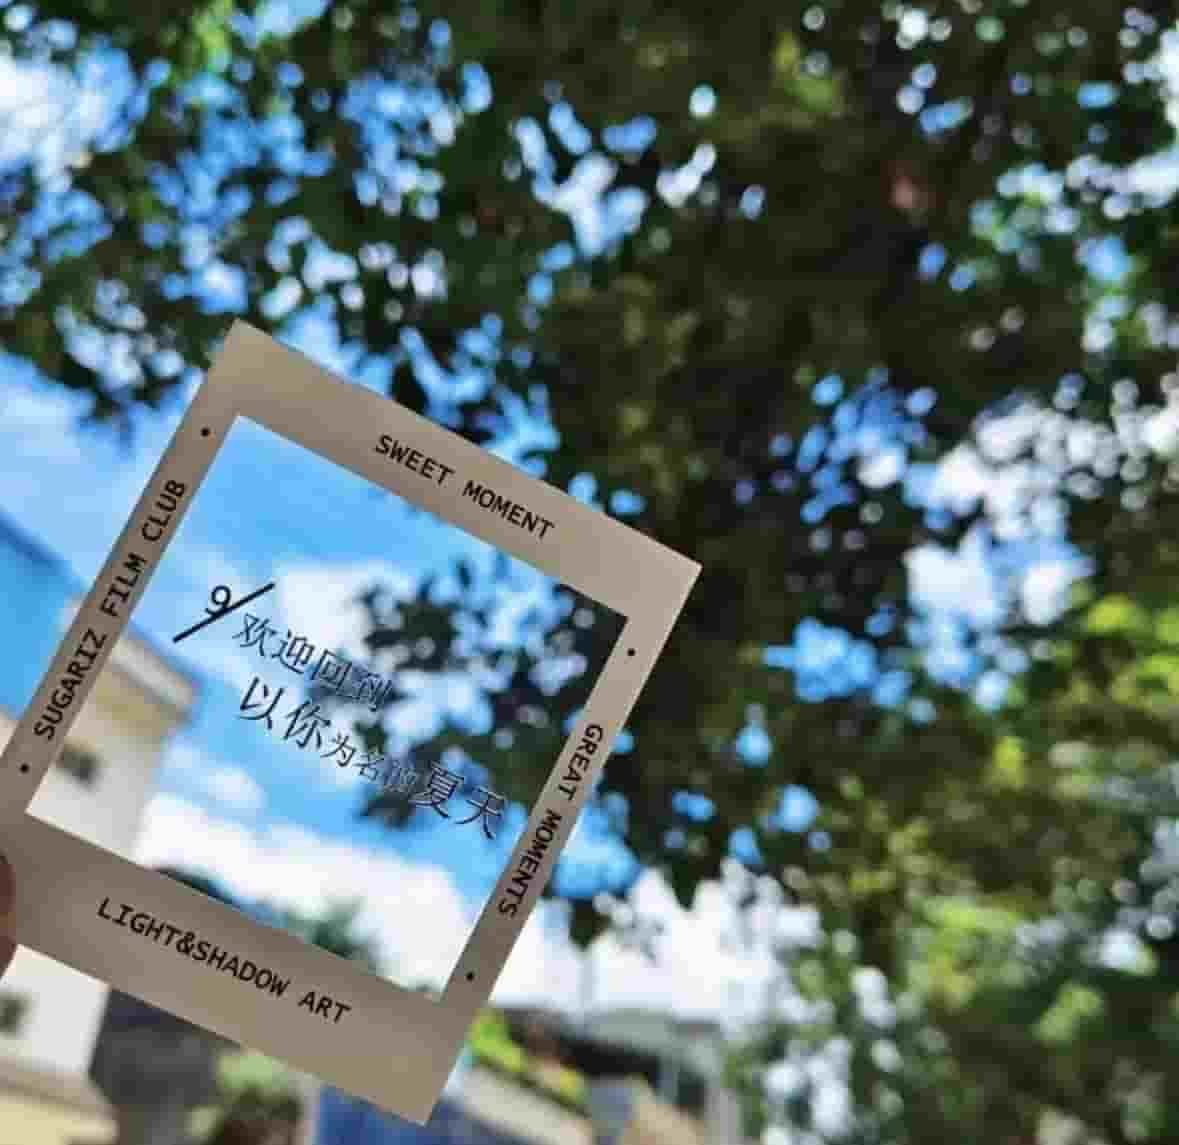 SWEET MOMENT
SUGARIZ FILM CLUB
9/欢迎回到
以你为名的夏天
GREAT MOMENTS
LIGHT&SHADOW ART